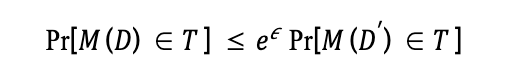 Pr[M(D) ∈ T] ≤ e^ϵ Pr[M(D′) ∈ T]